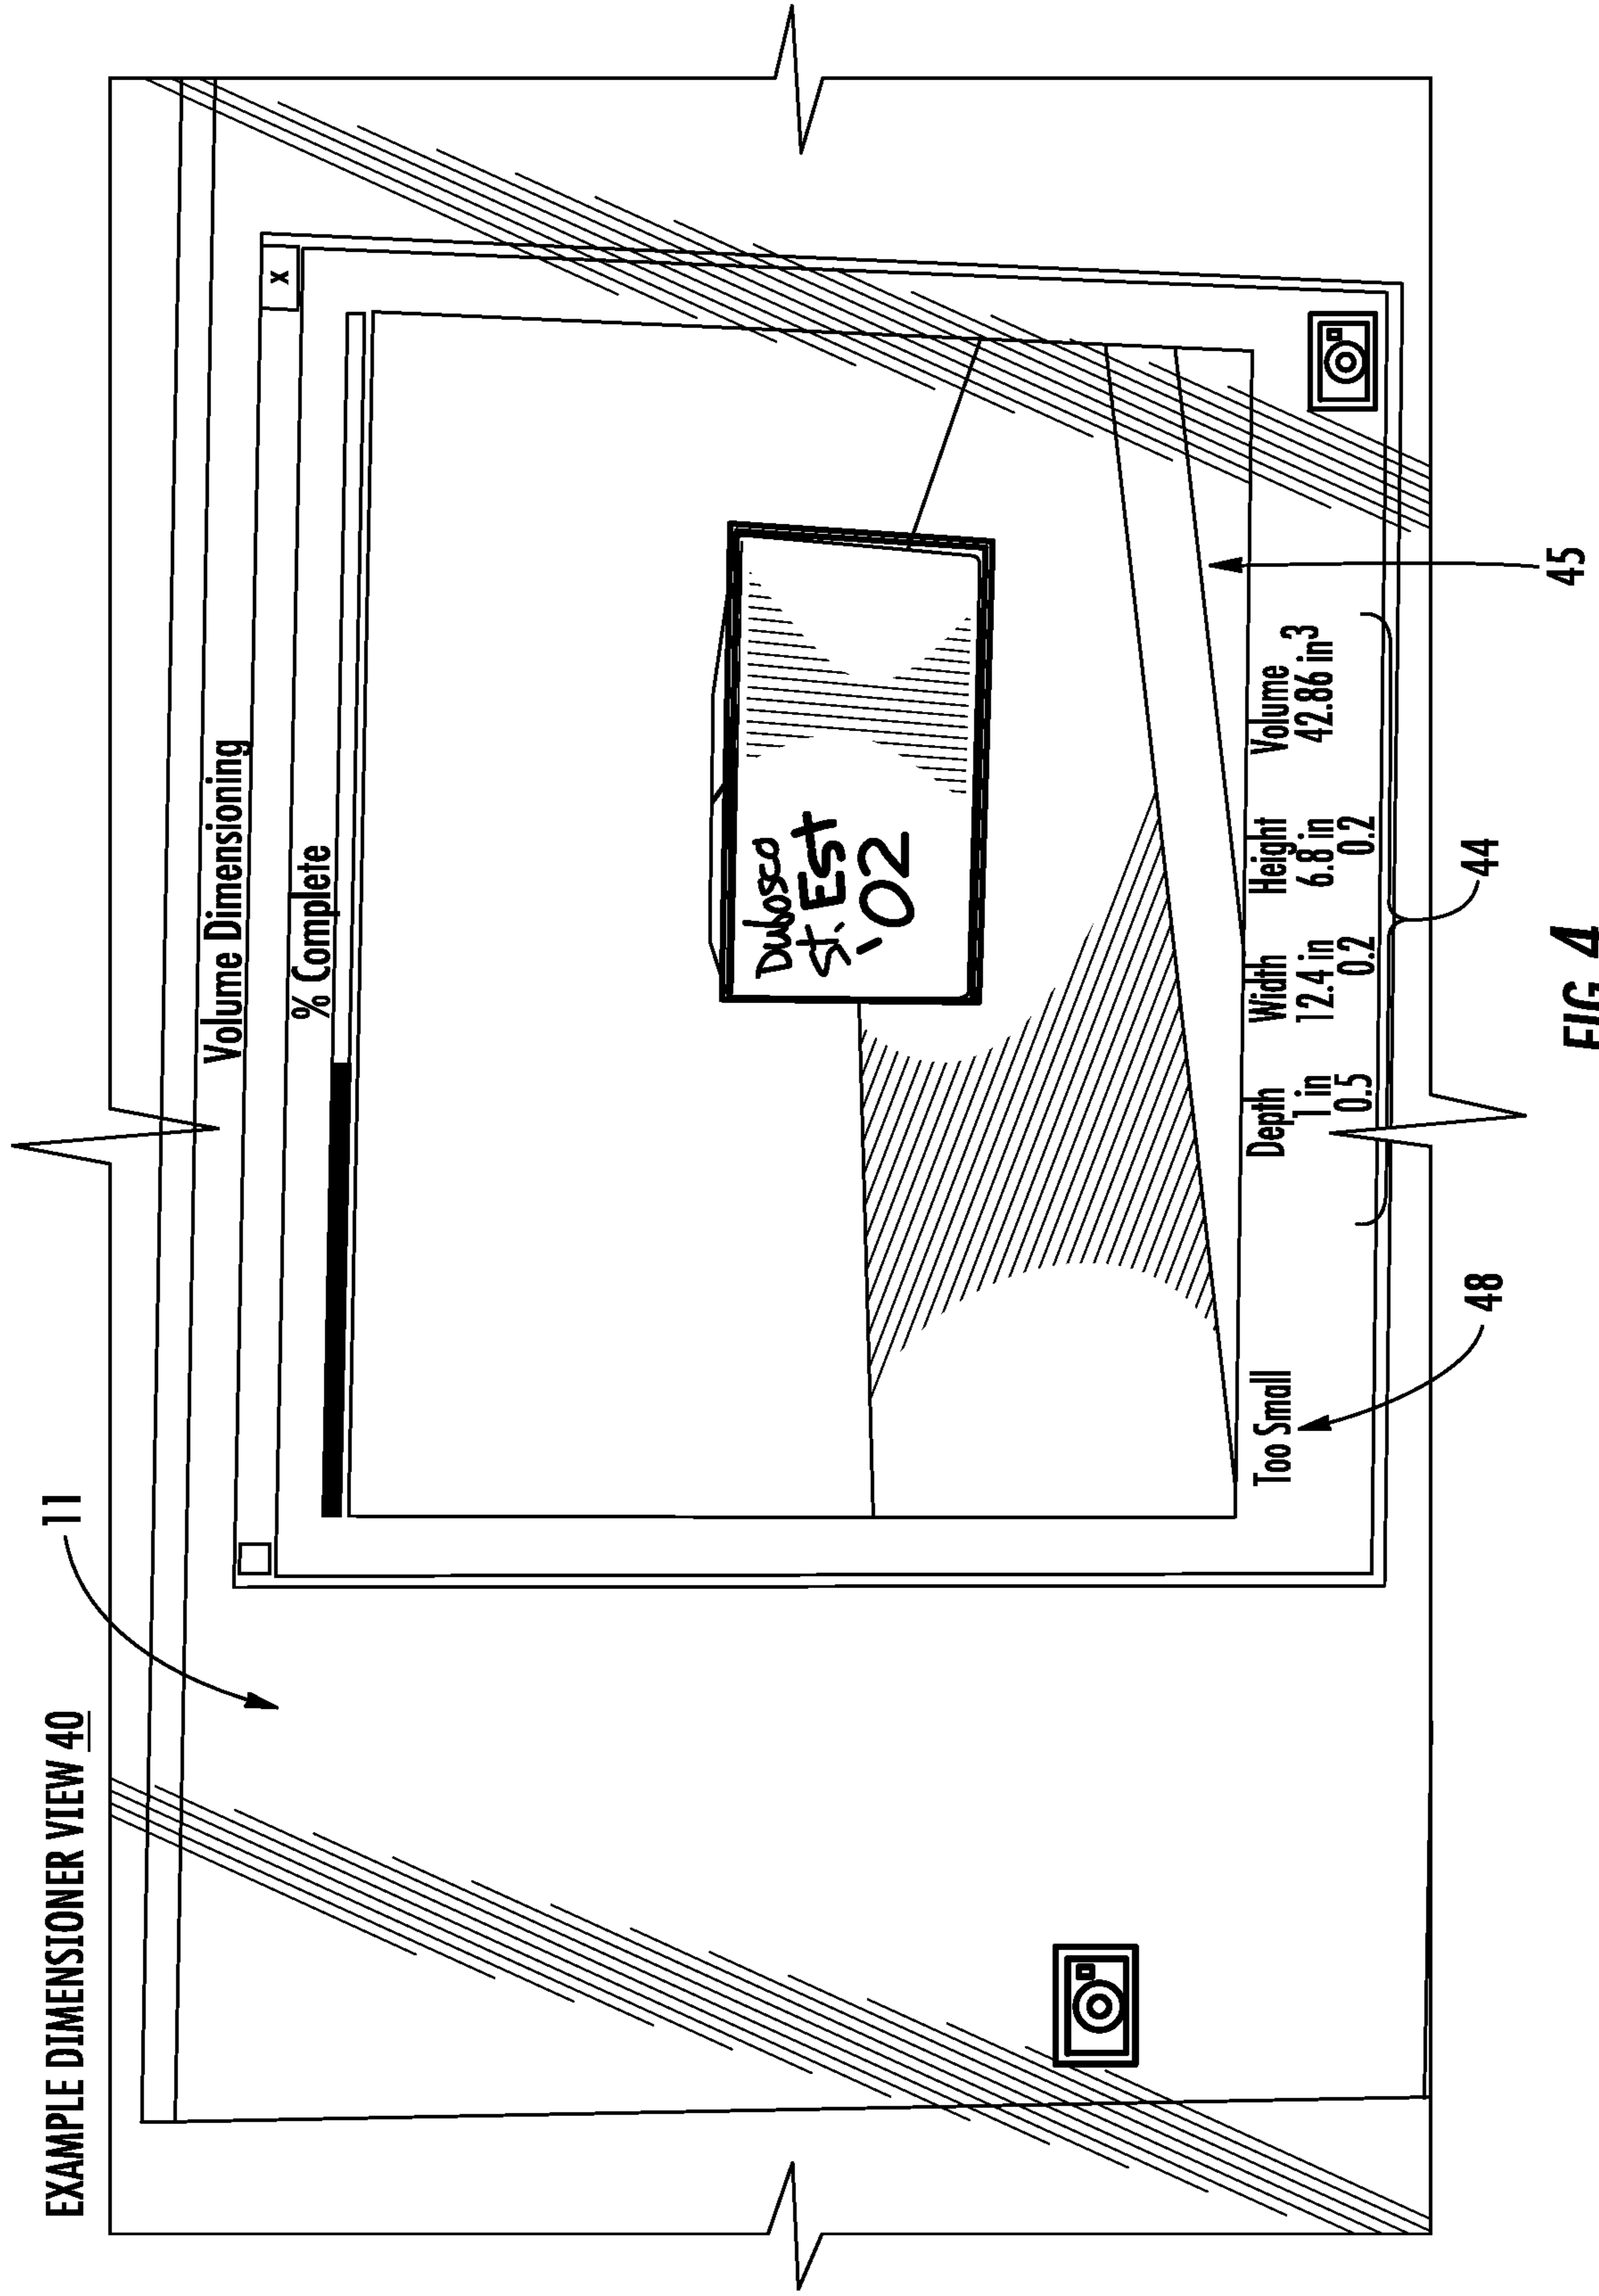 EXAMPLE DIMENSIONER VIEW 40
11
Volume Dimensioning
x
% Complete
Dubosco
St. EST
-02
Too Small
Depth Width Height Volume
1 in 12.4 in 6.8 in 42.86 in³
0.5 0.2 0.2
48
44
45
FIG. 4